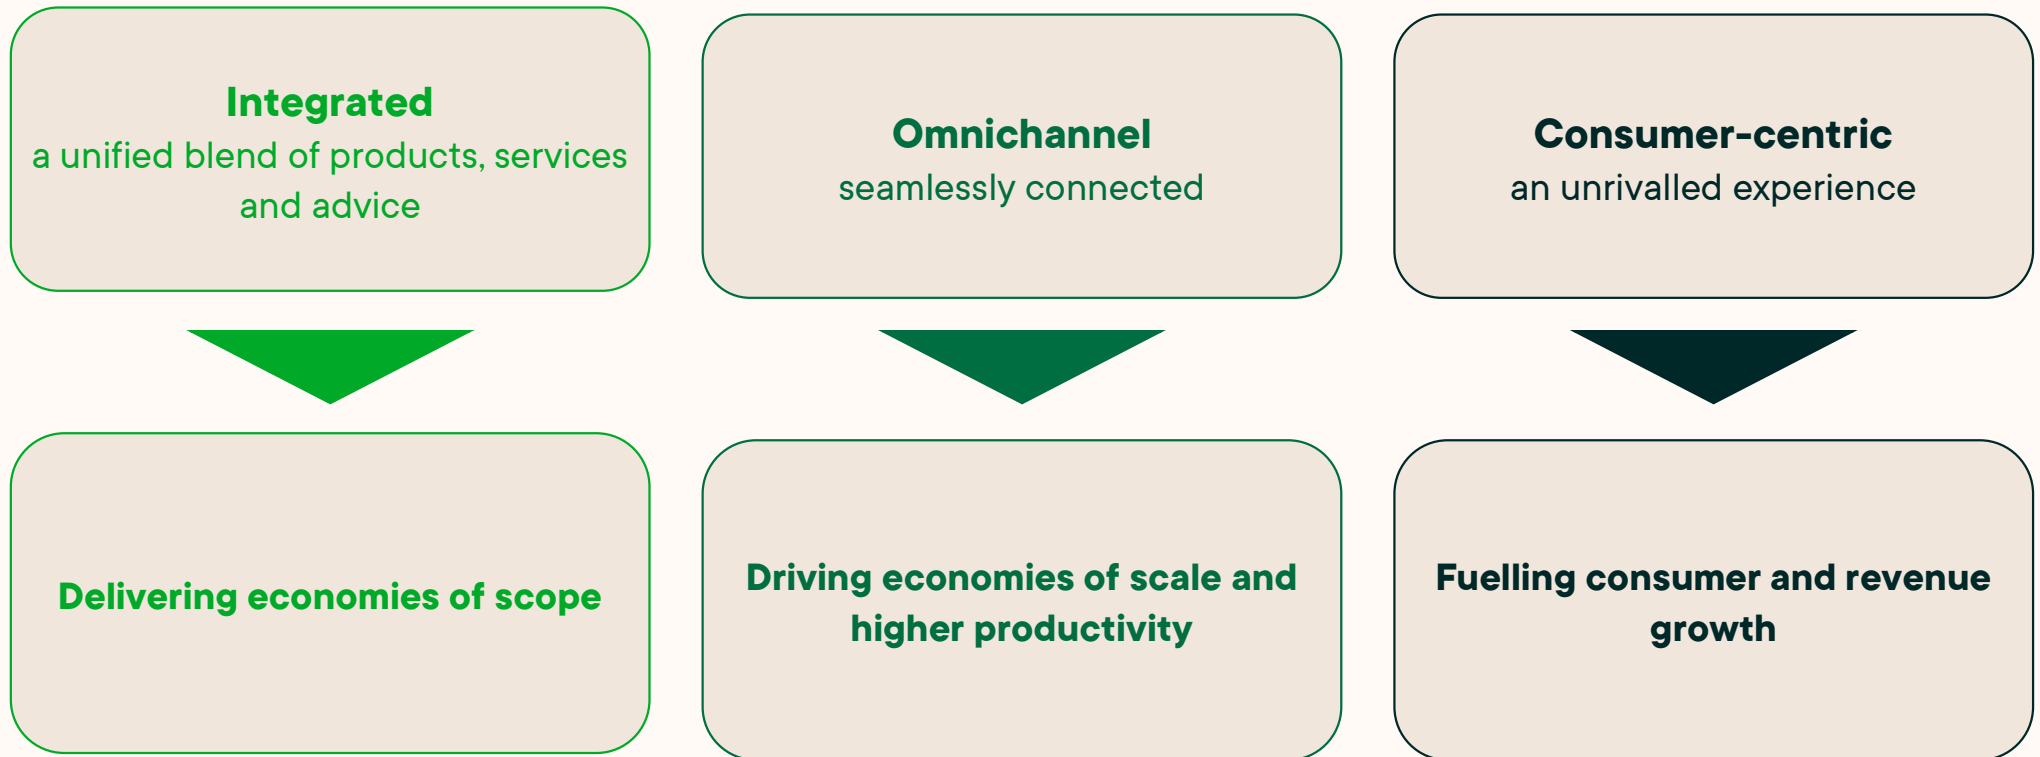 Integrated
a unified blend of products, services
and advice
Omnichannel
seamlessly connected
Consumer-centric
an unrivalled experience
Delivering economies of scope
Driving economies of scale and
higher productivity
Fuelling consumer and revenue
growth